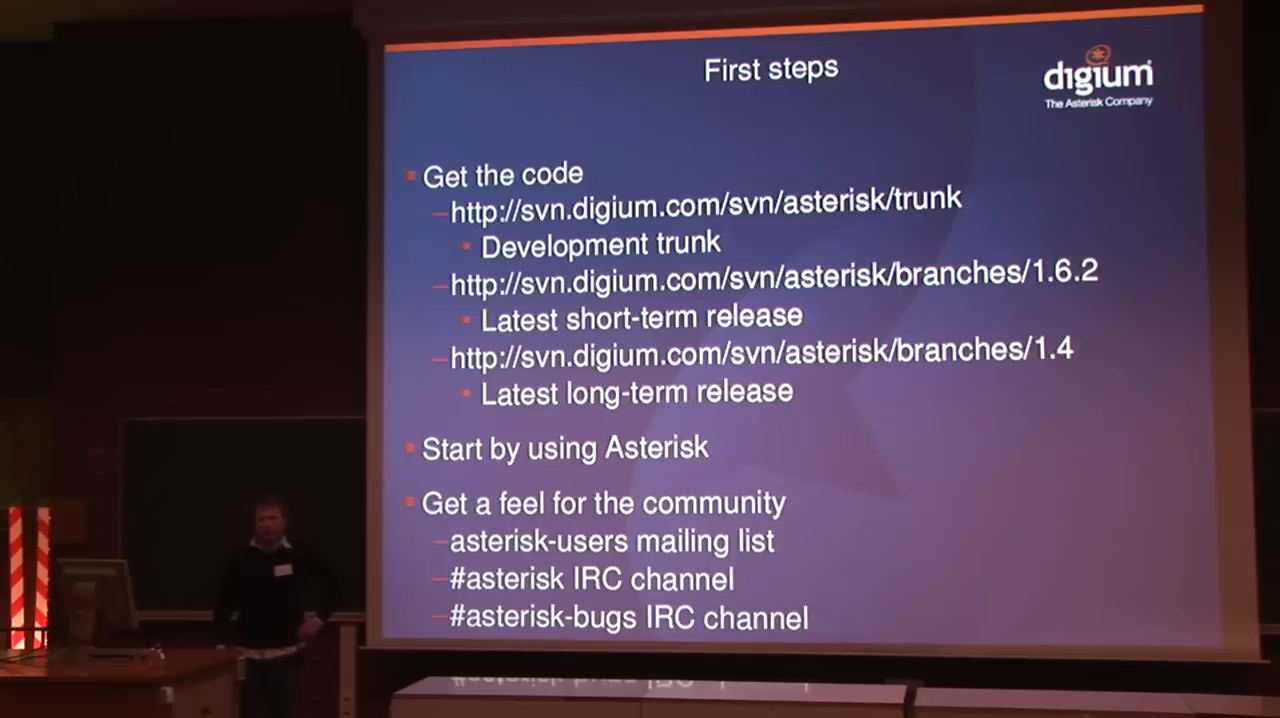 First steps
digium
The Asterisk Company
Get the code
http://svn.digium.com/svn/asterisk/trunk
Development trunk
http://svn.digium.com/svn/asterisk/branches/1.6.2
Latest short-term release
http://svn.digium.com/svn/asterisk/branches/1.4
Latest long-term release
Start by using Asterisk
Get a feel for the community
asterisk-users mailing list
#asterisk IRC channel
#asterisk-bugs IRC channel